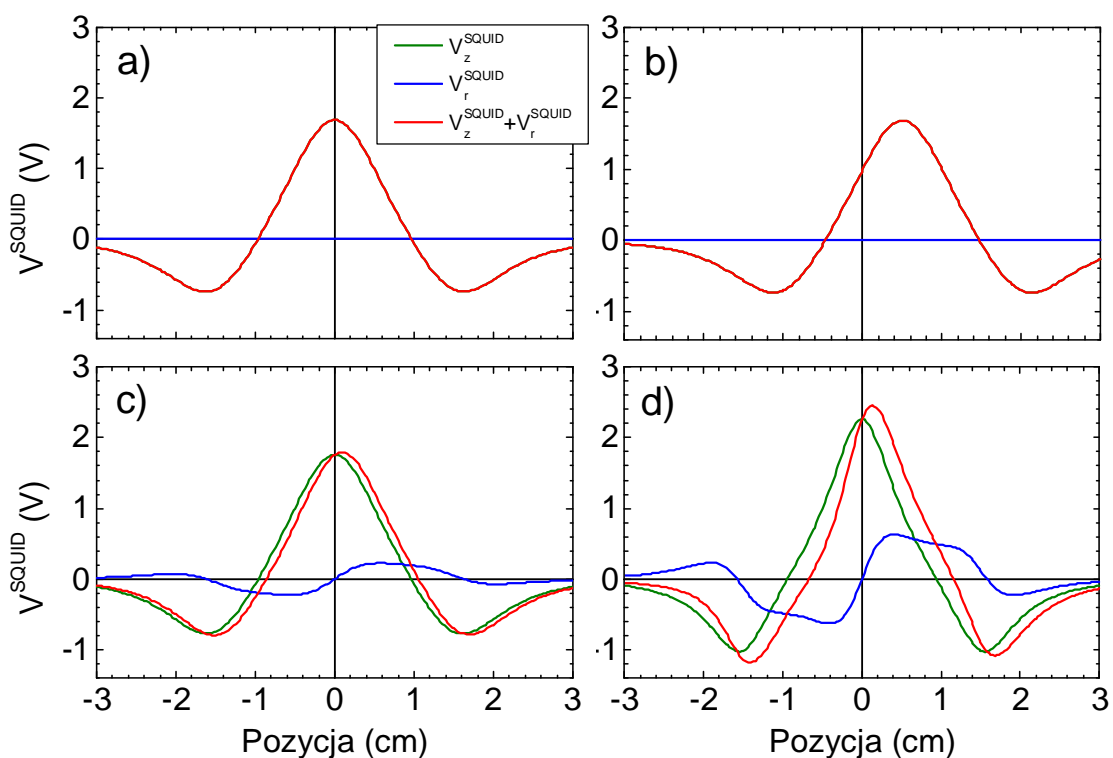 a)
b)
V_z^SQUID
V_r^SQUID
V_z^SQUID+V_r^SQUID
3
2
1
0
-1
V^SQUID (V)
3
2
1
0
-1
c)
d)
3
2
1
0
-1
V^SQUID (V)
3
2
1
0
-1
-3 -2 -1 0 1 2 3
-3 -2 -1 0 1 2 3
Pozycja (cm)
Pozycja (cm)